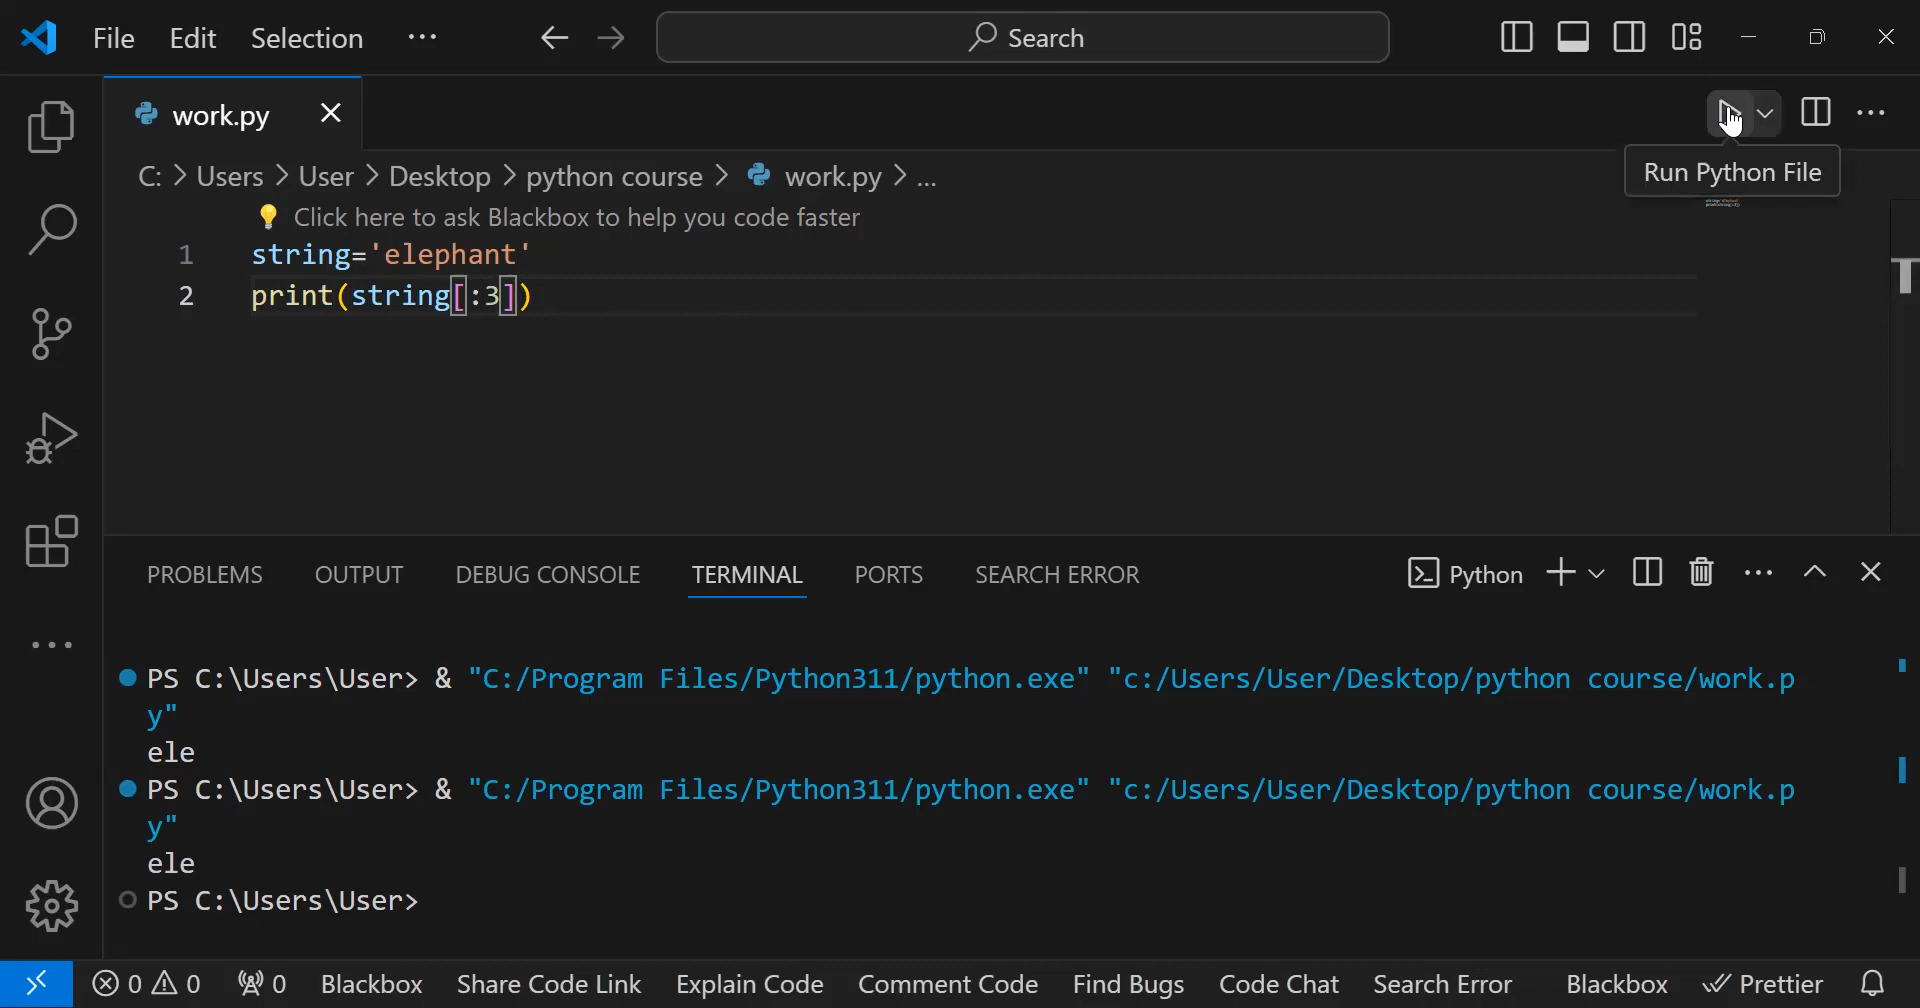 File Edit Selection ··· Search
work.py
Run Python File
C: > Users > User > Desktop > python course > work.py > ...
Click here to ask Blackbox to help you code faster
1 string='elephant'
2 print(string[:3])
PROBLEMS OUTPUT DEBUG CONSOLE TERMINAL PORTS SEARCH ERROR Python
PS C:\Users\User> & "C:/Program Files/Python311/python.exe" "c:/Users/User/Desktop/python course/work.p
y"
ele
PS C:\Users\User> & "C:/Program Files/Python311/python.exe" "c:/Users/User/Desktop/python course/work.p
y"
ele
PS C:\Users\User>
0 0 0 Blackbox Share Code Link Explain Code Comment Code Find Bugs Code Chat Search Error Blackbox Prettier